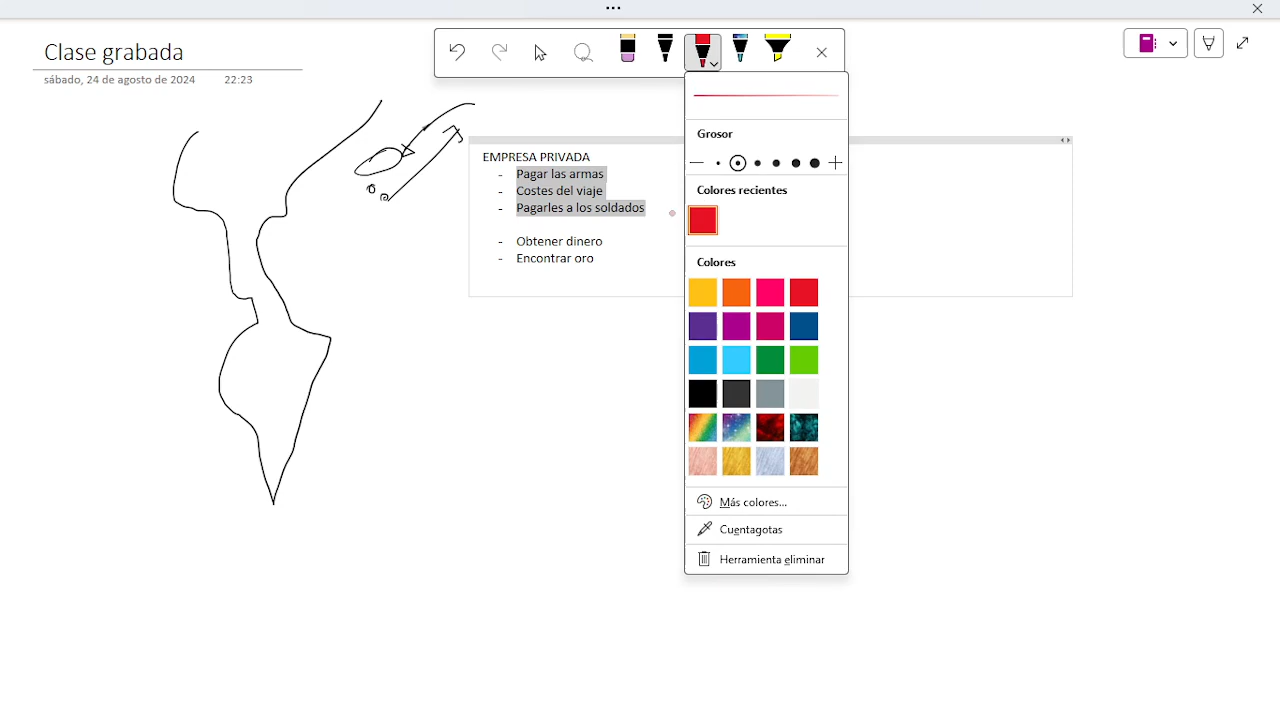 Clase grabada
sábado, 24 de agosto de 2024 22:23
EMPRESA PRIVADA
- Pagar las armas
- Costes del viaje
- Pagarles a los soldados
- Obtener dinero
- Encontrar oro
Grosor
Colores recientes
Colores
Más colores...
Cuentagotas
Herramienta eliminar